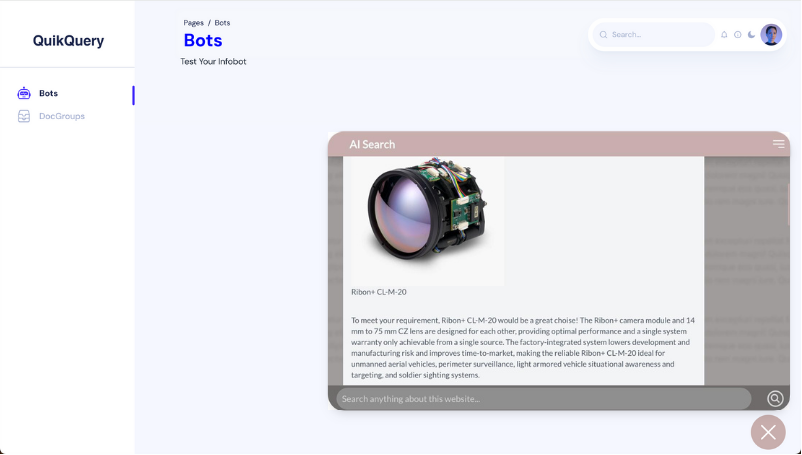 QuikQuery
Bots
DocGroups
Pages / Bots
Bots
Test Your Infobot
Search...
AI Search
Ribon+ CL-M-20
To meet your requirement, Ribon+ CL-M-20 would be a great choise! The Ribon+ camera module and 14
mm to 75 mm CZ lens are designed for each other, providing optimal performance and a single system
warranty only achievable from a single source. The factory-integrated system lowers development and
manufacturing risk and improves time-to-market, making the reliable Ribon+ CL-M-20 ideal for
unmanned aerial vehicles, perimeter surveillance, light armored vehicle situational awareness and
targeting, and soldier sighting systems.
Search anything about this website...